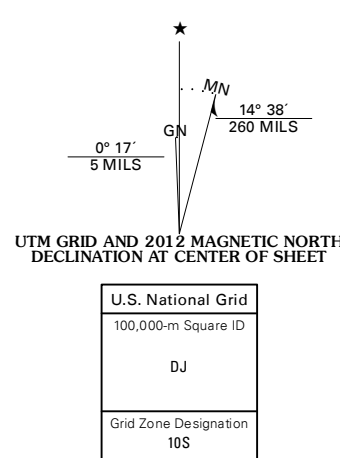 ★
MN
GN
14° 38´
260 MILS
0° 17´
5 MILS
UTM GRID AND 2012 MAGNETIC NORTH
DECLINATION AT CENTER OF SHEET
U.S. National Grid
100,000-m Square ID
DJ
Grid Zone Designation
10S